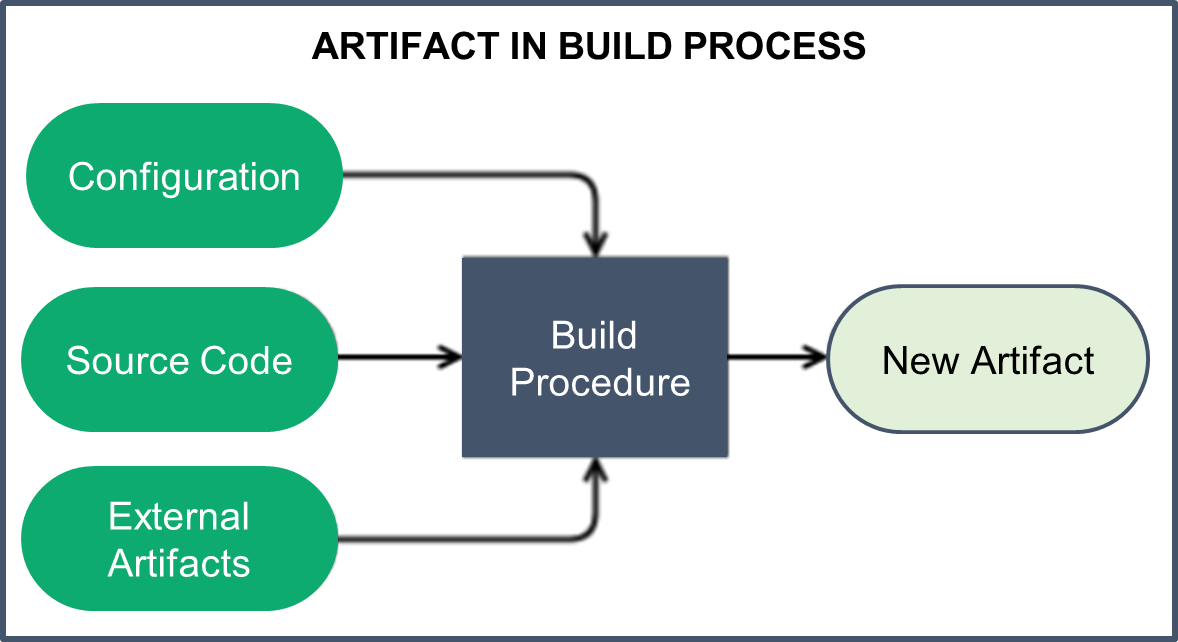 ARTIFACT IN BUILD PROCESS
Configuration
Source Code
External
Artifacts
Build
Procedure
New Artifact